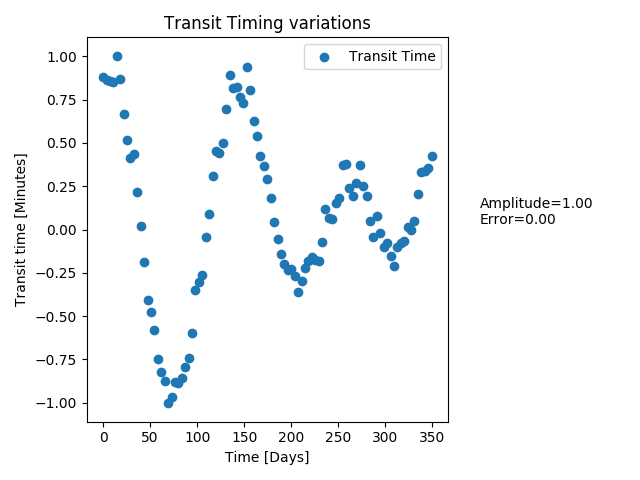 Transit Timing variations
Transit Time
Transit time [Minutes]
1.00
0.75
0.50
0.25
0.00
−0.25
−0.50
−0.75
−1.00
0
50
100
150
200
250
300
350
Time [Days]
Amplitude=1.00
Error=0.00